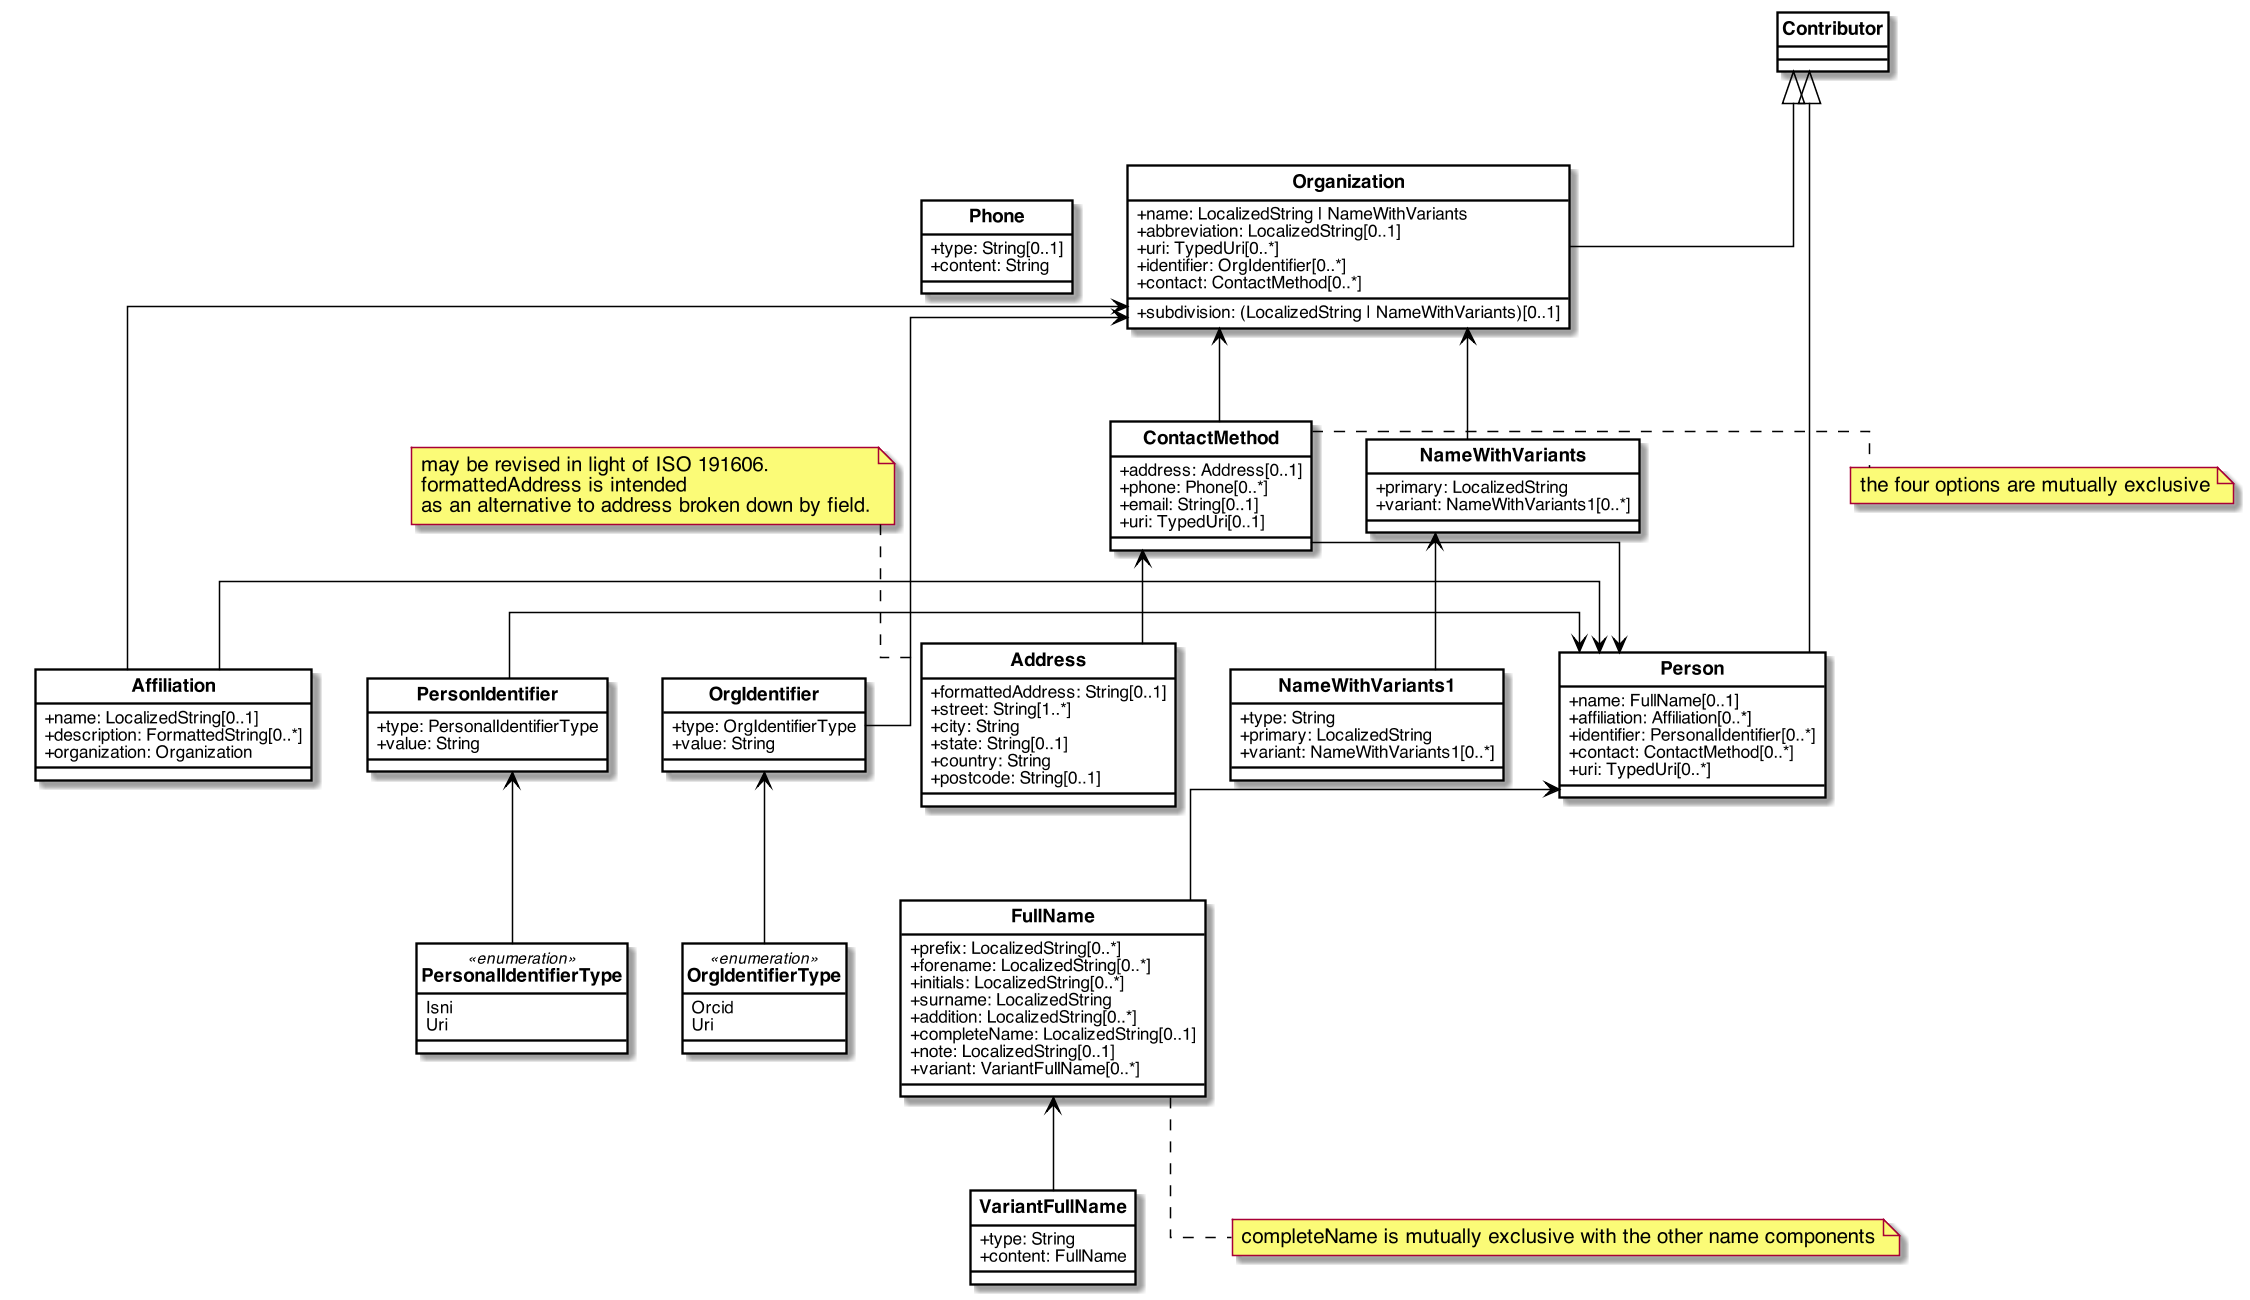 Contributor
Organization
+name: LocalizedString | NameWithVariants
+abbreviation: LocalizedString[0..1]
+uri: TypedUri[0..*]
+identifier: OrgIdentifier[0..*]
+contact: ContactMethod[0..*]
+subdivision: (LocalizedString | NameWithVariants)[0..1]
Phone
+type: String[0..1]
+content: String
may be revised in light of ISO 191606.
formattedAddress is intended
as an alternative to address broken down by field.
ContactMethod
+address: Address[0..1]
+phone: Phone[0..*]
+email: String[0..1]
+uri: TypedUri[0..1]
NameWithVariants
+primary: LocalizedString
+variant: NameWithVariants1[0..*]
the four options are mutually exclusive
Affiliation
+name: LocalizedString[0..1]
+description: FormattedString[0..*]
+organization: Organization
PersonIdentifier
+type: PersonalIdentifierType
+value: String
OrgIdentifier
+type: OrgIdentifierType
+value: String
Address
+formattedAddress: String[0..1]
+street: String[1..*]
+city: String
+state: String[0..1]
+country: String
+postcode: String[0..1]
NameWithVariants1
+type: String
+primary: LocalizedString
+variant: NameWithVariants1[0..*]
Person
+name: FullName[0..1]
+affiliation: Affiliation[0..*]
+identifier: PersonalIdentifier[0..*]
+contact: ContactMethod[0..*]
+uri: TypedUri[0..*]
«enumeration»
PersonalIdentifierType
Isni
Uri
«enumeration»
OrgIdentifierType
Orcid
Uri
FullName
+prefix: LocalizedString[0..*]
+forename: LocalizedString[0..*]
+initials: LocalizedString[0..*]
+surname: LocalizedString
+addition: LocalizedString[0..*]
+completeName: LocalizedString[0..1]
+note: LocalizedString[0..1]
+variant: VariantFullName[0..*]
VariantFullName
+type: String
+content: FullName
completeName is mutually exclusive with the other name components